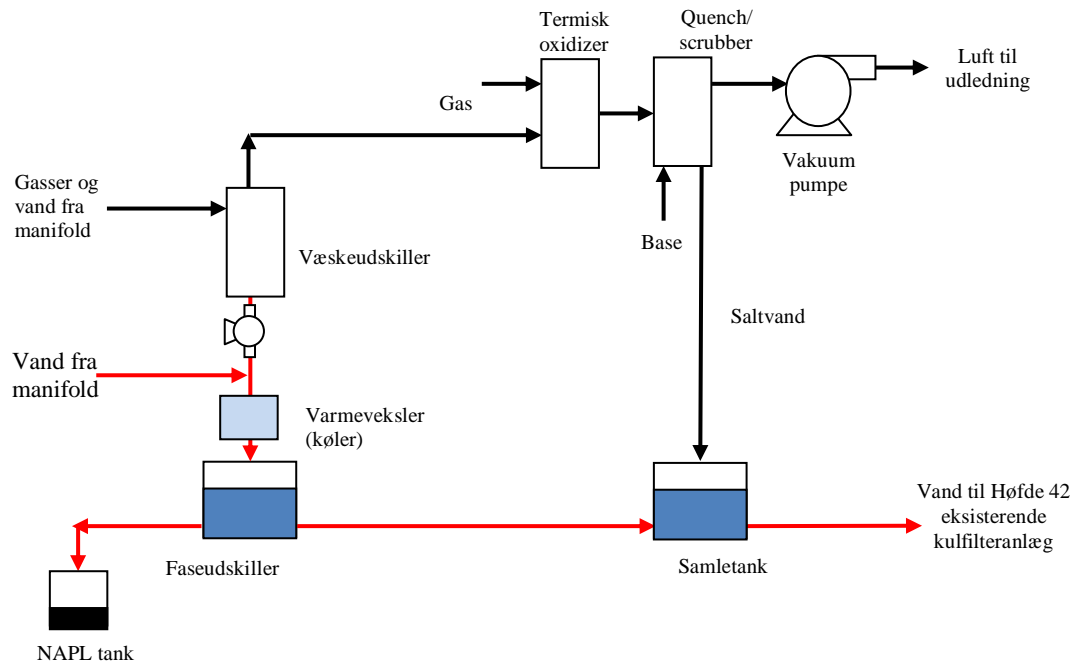 Termisk
oxidizer
Quench/
scrubber
Luft til
udledning
Gas
Vakuum
pumpe
Gasser og
vand fra
manifold
Base
Væskeudskiller
Saltvand
Vand fra
manifold
Varmeveksler
(køler)
Vand til Høfde 42
eksisterende
kulfilteranlæg
Faseudskiller
Samletank
NAPL tank